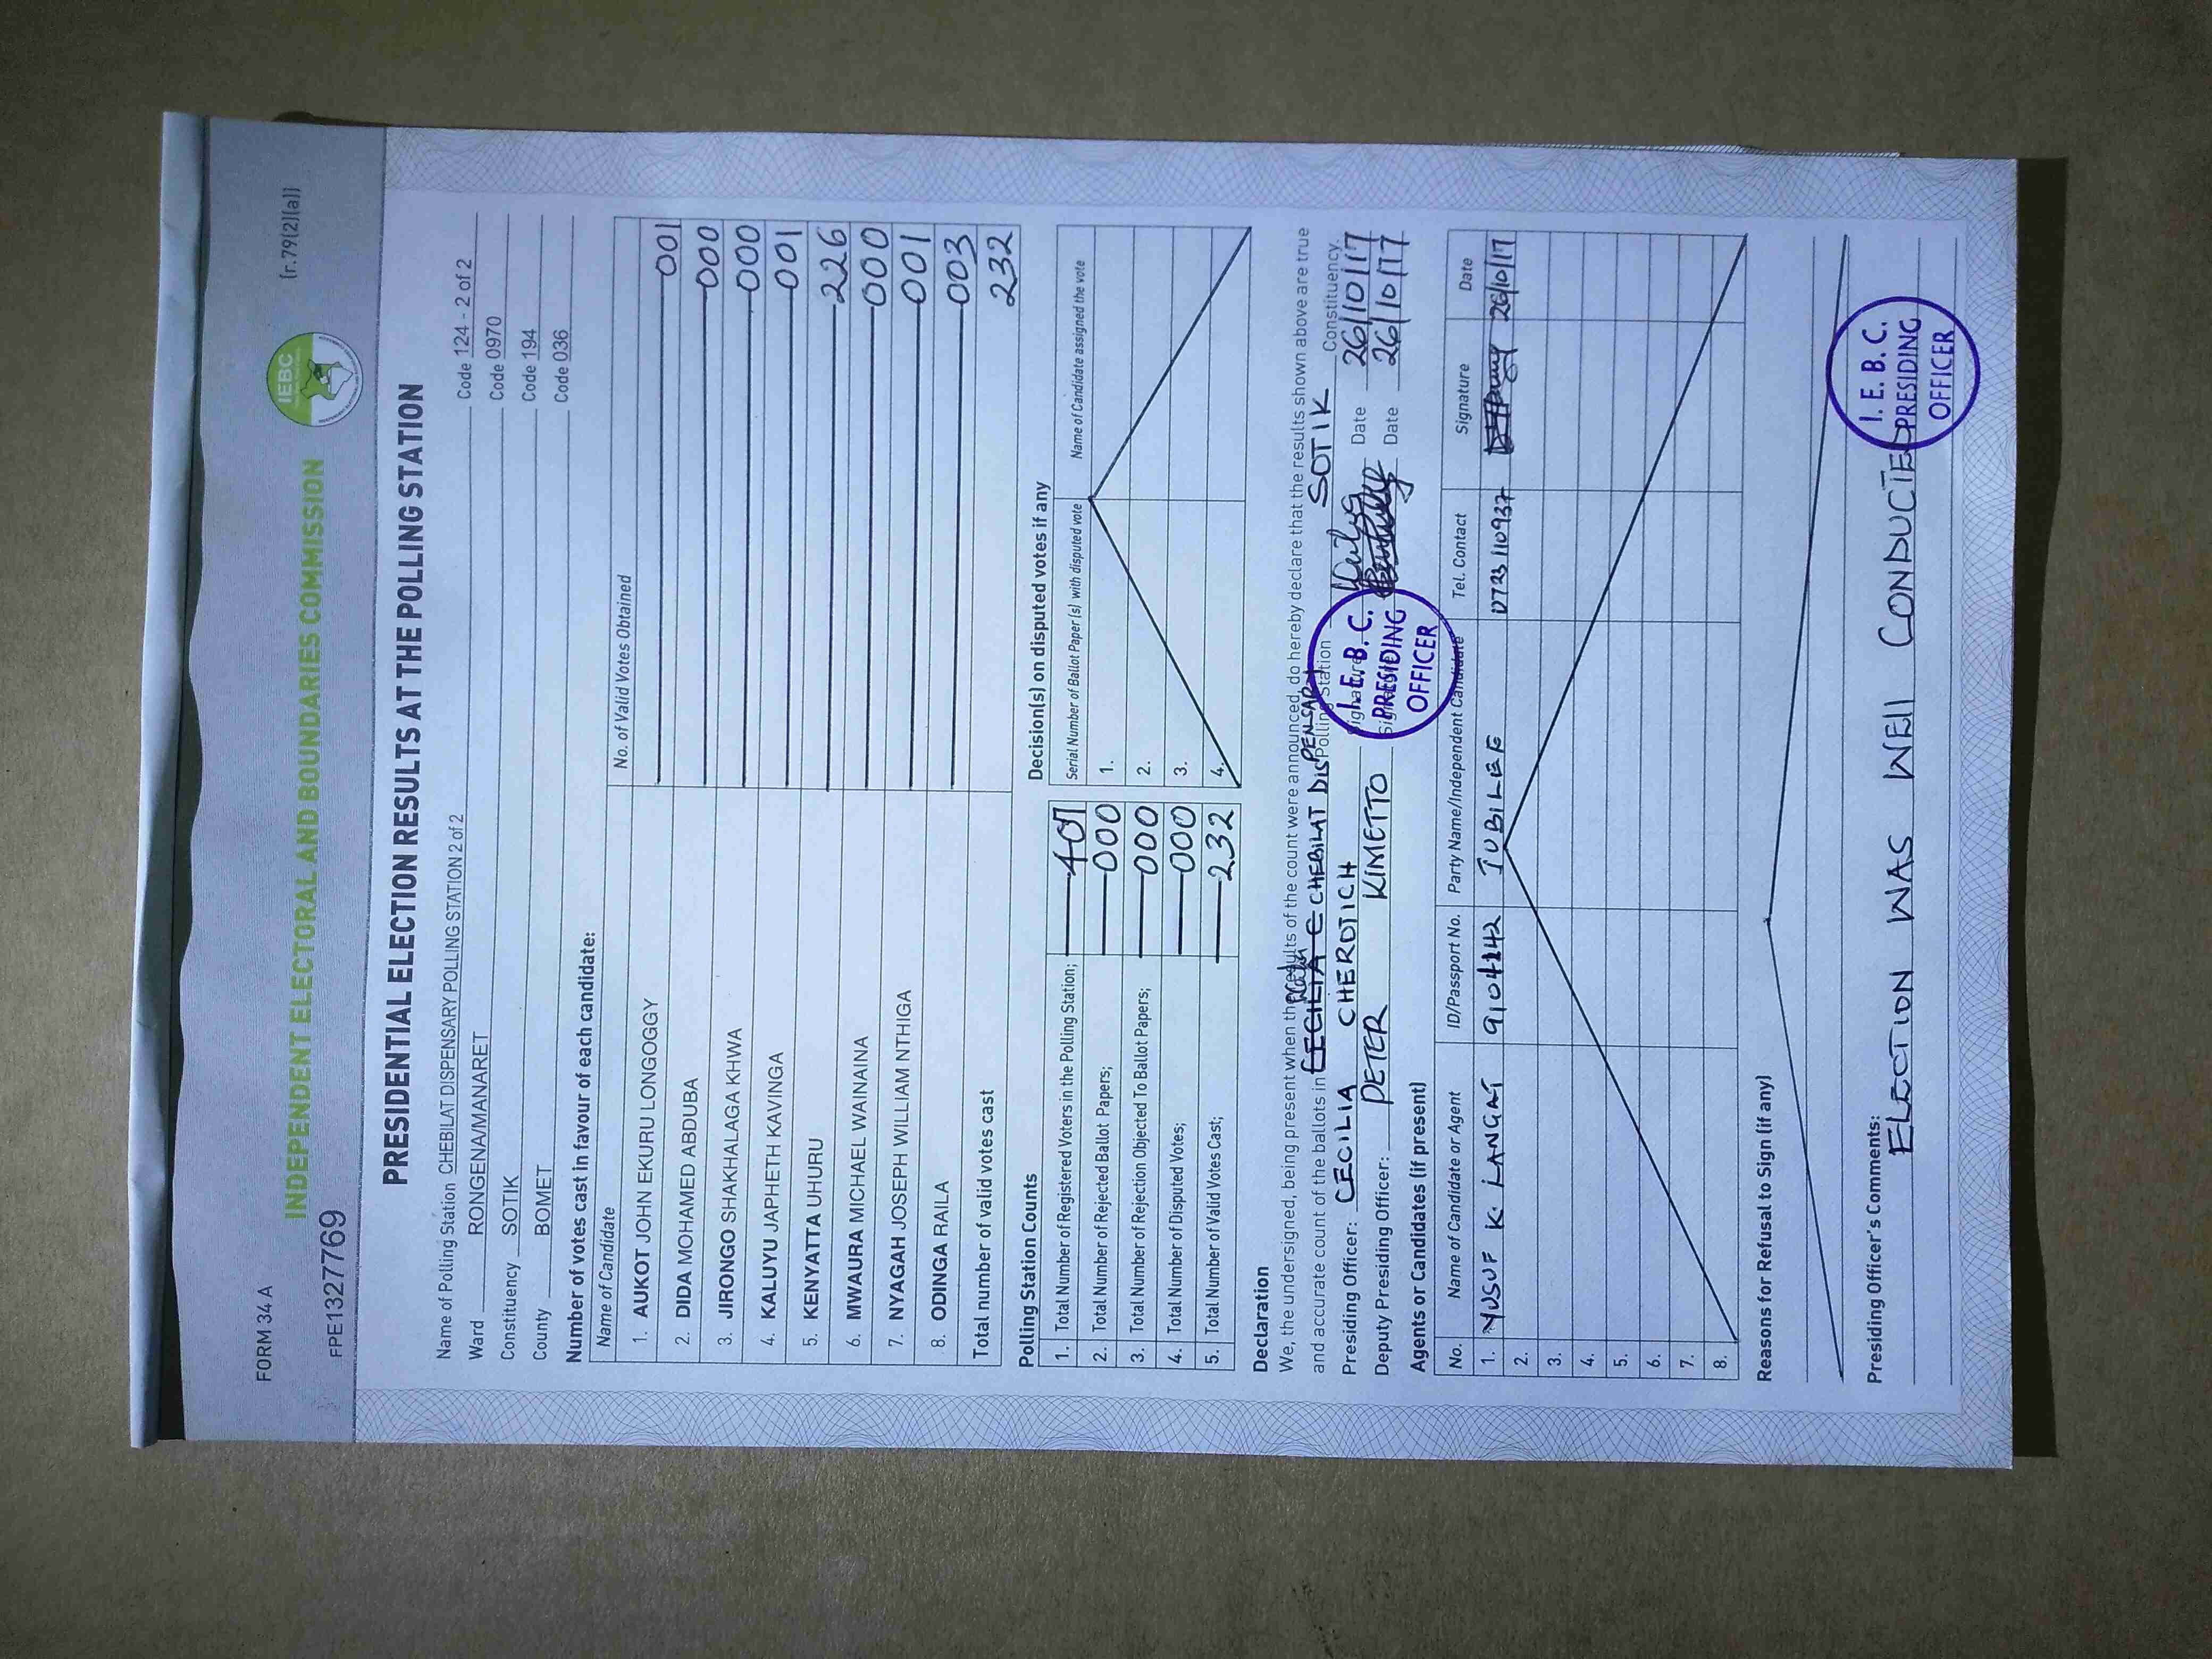 FORM 34 A
INDEPENDENT ELECTORAL AND BOUNDARIES COMMISSION
IEBC
(r.79(2)(a))
FPE1327769
PRESIDENTIAL ELECTION RESULTS AT THE POLLING STATION
Name of Polling Station CHEBILAT DISPENSARY POLLING STATION 2 of 2 Code 124 - 2 of 2
Ward RONGENA/MANARET Code 0970
Constituency SOTIK Code 194
County BOMET Code 036
Number of votes cast in favour of each candidate:
Name of Candidate No. of Valid Votes Obtained
1. AUKOT JOHN EKURU LONGOGGY 001
2. DIDA MOHAMED ABDUBA 000
3. JIRONGO SHAKHALAGA KHWA 000
4. KALUYU JAPHETH KAVINGA 001
5. KENYATTA UHURU 226
6. MWAURA MICHAEL WAINAINA 000
7. NYAGAH JOSEPH WILLIAM NTHIGA 001
8. ODINGA RAILA 003
Total number of valid votes cast 232
Polling Station Counts
1. Total Number of Registered Voters in the Polling Station; 401
2. Total Number of Rejected Ballot Papers; 000
3. Total Number of Rejection Objected To Ballot Papers; 000
4. Total Number of Disputed Votes; 000
5. Total Number of Valid Votes Cast; 232
Decision(s) on disputed votes if any
Serial Number of Ballot Paper (s) with disputed vote Name of Candidate assigned the vote
1.
2.
3.
4.
Declaration
We, the undersigned, being present when the results of the count were announced, do hereby declare that the results shown above are true
and accurate count of the ballots in CECILIA C CHEBILAT DISPENSARY Polling Station SOTIK Constituency.
Presiding Officer: CECILIA CHEROTICH Signature Date 26/10/17
Deputy Presiding Officer: PETER KIMETTO Date 26/10/17
I. E. B. C.
PRESIDING
OFFICER
Agents or Candidates (if present)
No. Name of Candidate or Agent ID/Passport No. Party Name/Independent Candidate Tel. Contact Signature Date
1. YUSUF K. LANGAT 9104142 JUBILEE 0723110937 26/10/17
2.
3.
4.
5.
6.
7.
8.
Reasons for Refusal to Sign (if any)
Presiding Officer's Comments:
ELECTION WAS WELL CONDUCTED
I. E. B. C.
PRESIDING
OFFICER